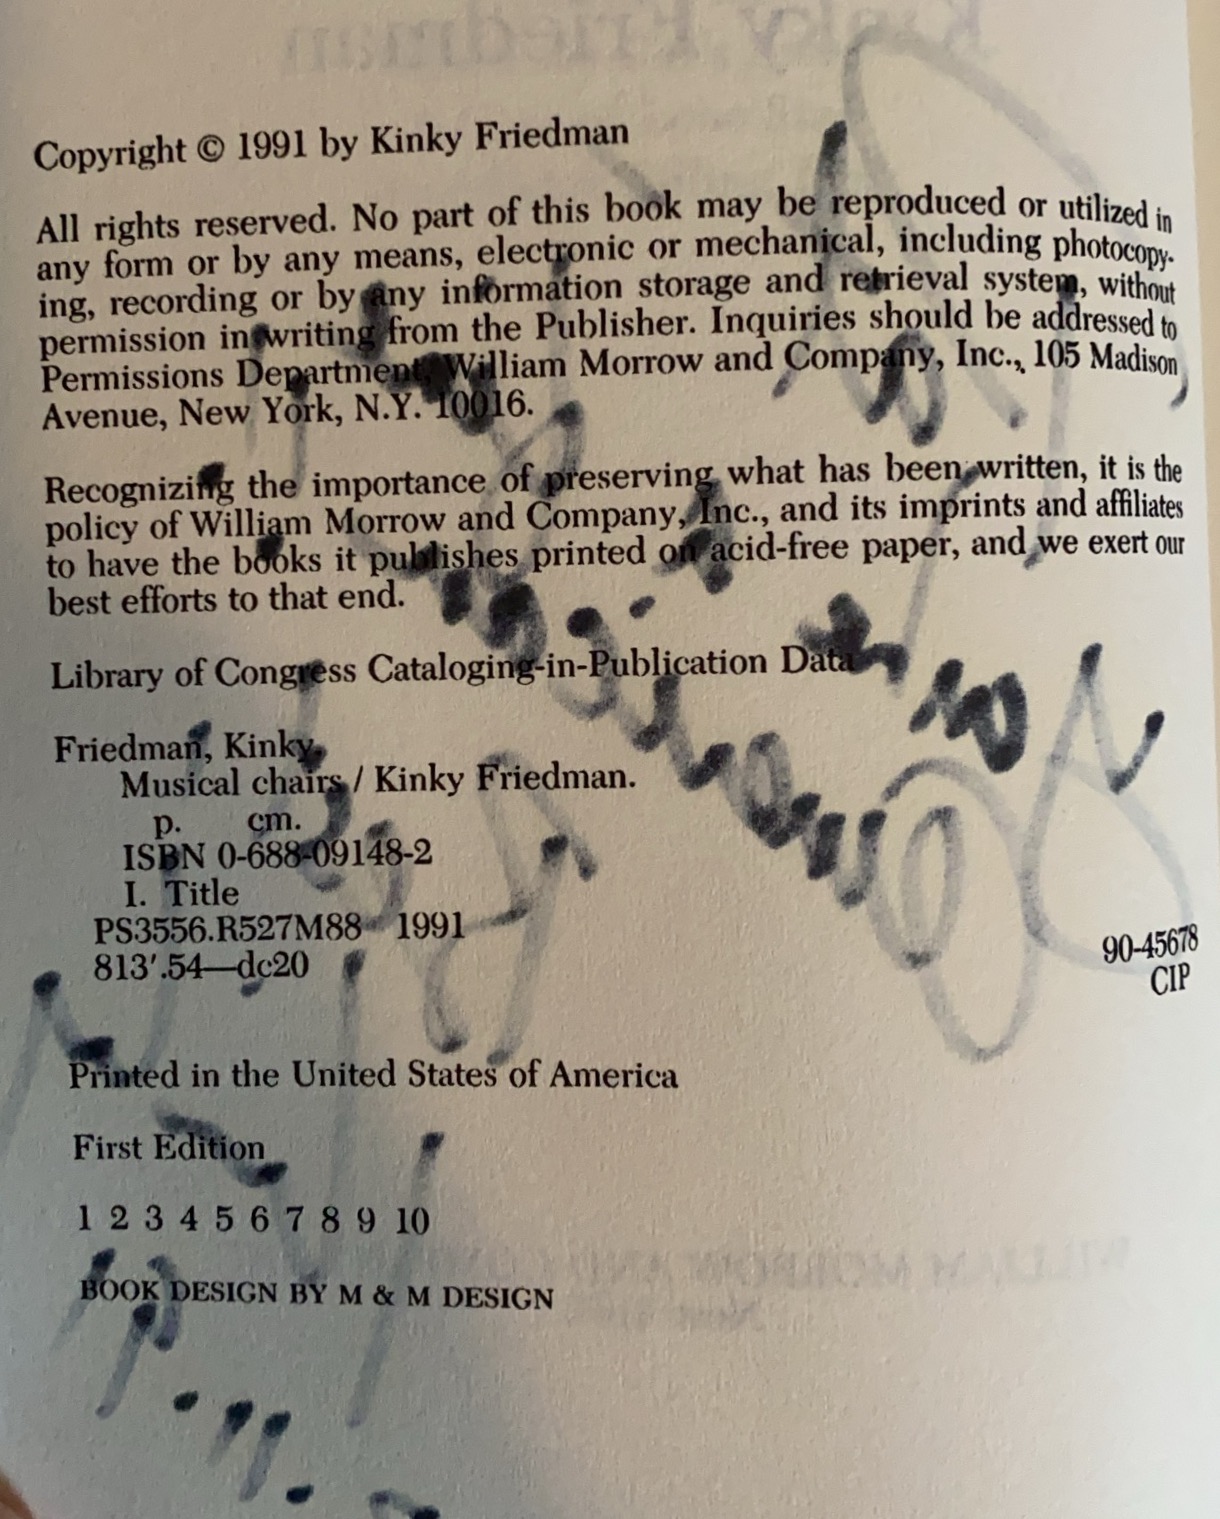 Copyright © 1991 by Kinky Friedman
All rights reserved. No part of this book may be reproduced or utilized in
any form or by any means, electronic or mechanical, including photocopy-
ing, recording or by any information storage and retrieval system, without
permission in writing from the Publisher. Inquiries should be addressed to
Permissions Department, William Morrow and Company, Inc., 105 Madison
Avenue, New York, N.Y. 10016.
Recognizing the importance of preserving what has been written, it is the
policy of William Morrow and Company, Inc., and its imprints and affiliates
to have the books it publishes printed on acid-free paper, and we exert our
best efforts to that end.
Library of Congress Cataloging-in-Publication Data
Friedman, Kinky.
Musical chairs / Kinky Friedman.
p. cm.
ISBN 0-688-09148-2
I. Title
PS3556.R527M88 1991
813'.54—dc20
90-45678
CIP
Printed in the United States of America
First Edition
1 2 3 4 5 6 7 8 9 10
BOOK DESIGN BY M & M DESIGN